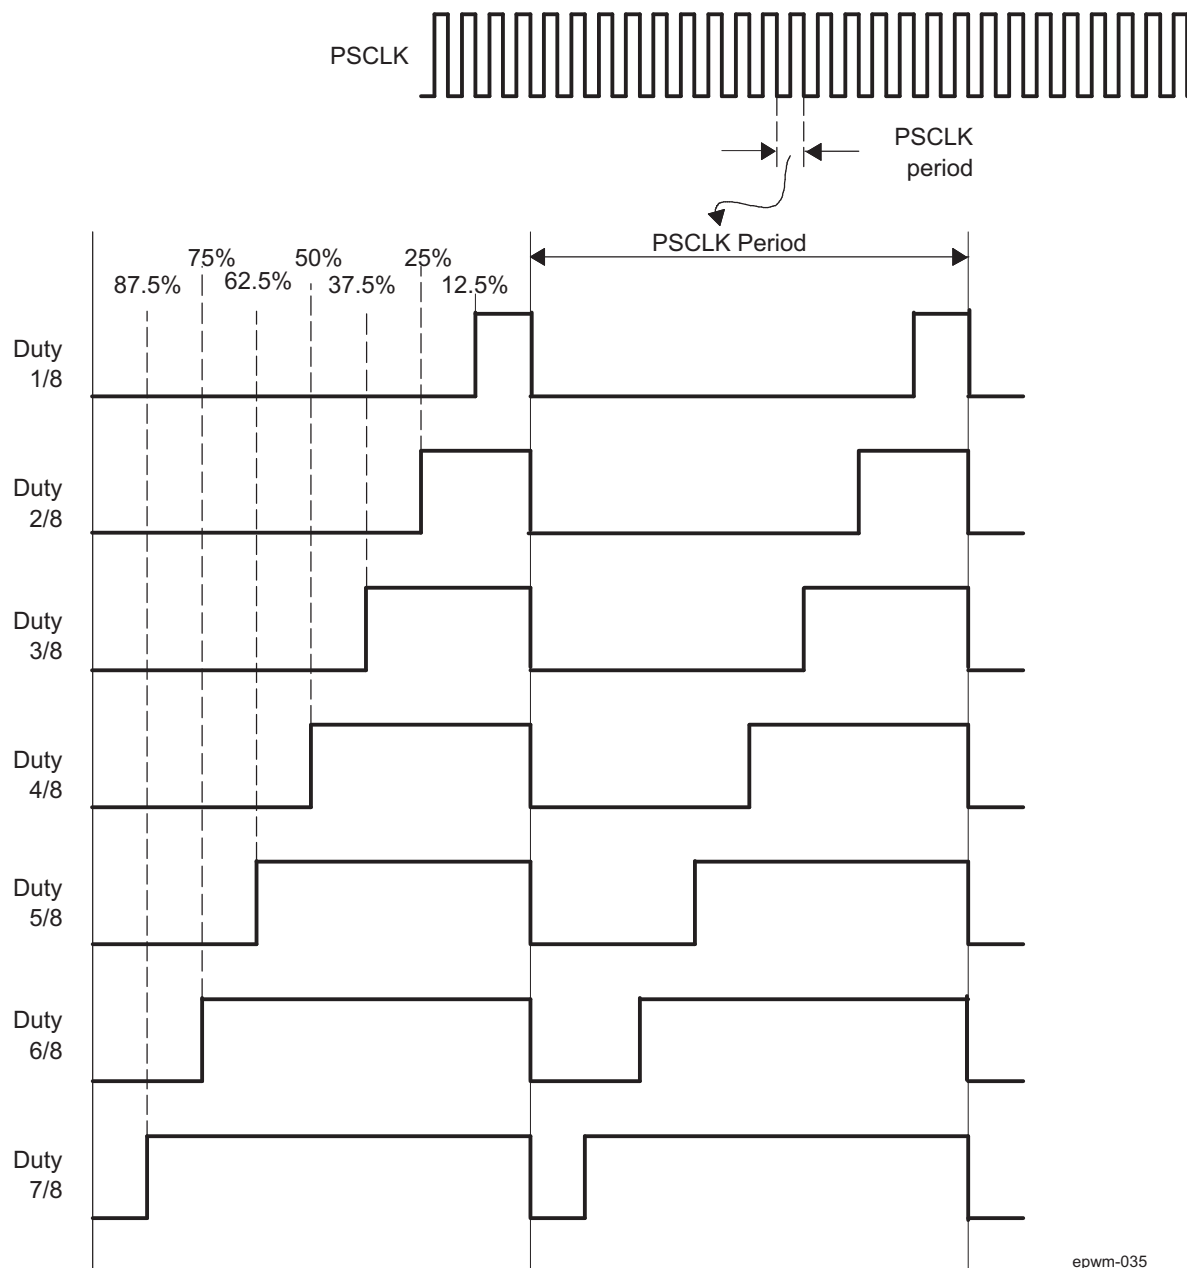 PSCLK
PSCLK
period
PSCLK Period
75%
50%
25%
87.5%
62.5%
37.5%
12.5%
Duty
1/8
Duty
2/8
Duty
3/8
Duty
4/8
Duty
5/8
Duty
6/8
Duty
7/8
epwm-035